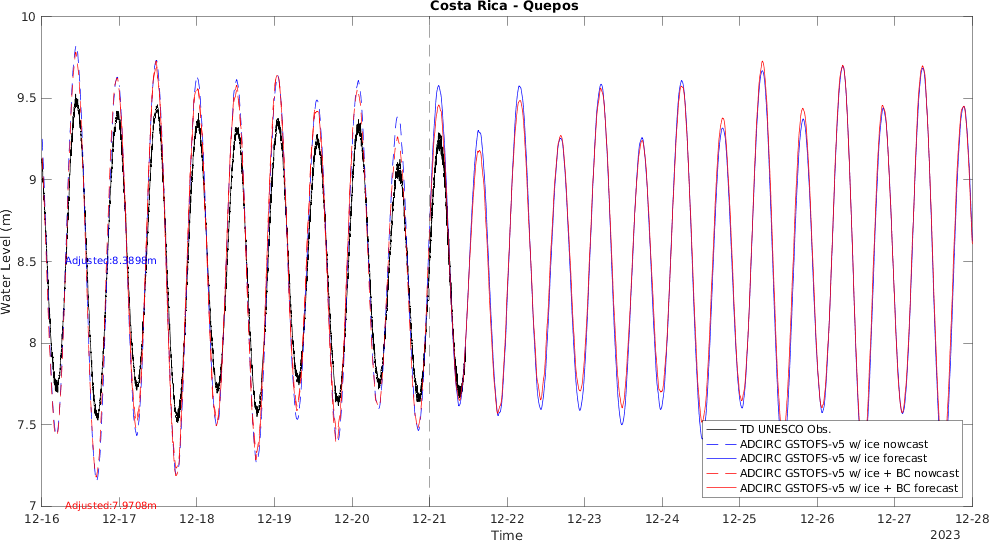 Costa Rica - Quepos
10
9.5
9
8.5
8
7.5
7
Water Level (m)
Adjusted:8.3898m
Adjusted:7.9708m
TD UNESCO Obs.
ADCIRC GSTOFS-v5 w/ ice nowcast
ADCIRC GSTOFS-v5 w/ ice forecast
ADCIRC GSTOFS-v5 w/ ice + BC nowcast
ADCIRC GSTOFS-v5 w/ ice + BC forecast
12-16 12-17 12-18 12-19 12-20 12-21 12-22 12-23 12-24 12-25 12-26 12-27 12-28
Time
2023